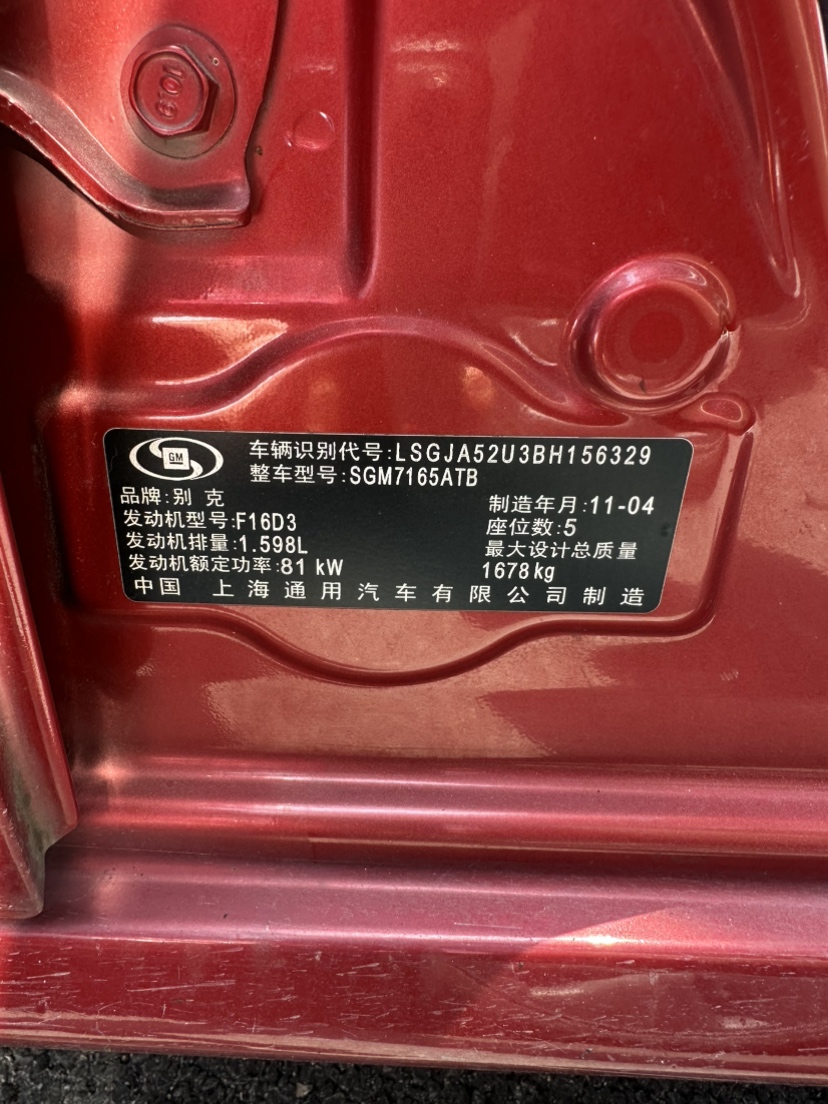 10.9
GM
车辆识别代号:LSGJA52U3BH156329
整车型号:SGM7165ATB
品牌:别 克
制造年月:11-04
发动机型号:F16D3
座位数:5
发动机排量:1.598L
最大设计总质量
发动机额定功率:81 kW
1678kg
中国 上海通用汽车有限公司制造